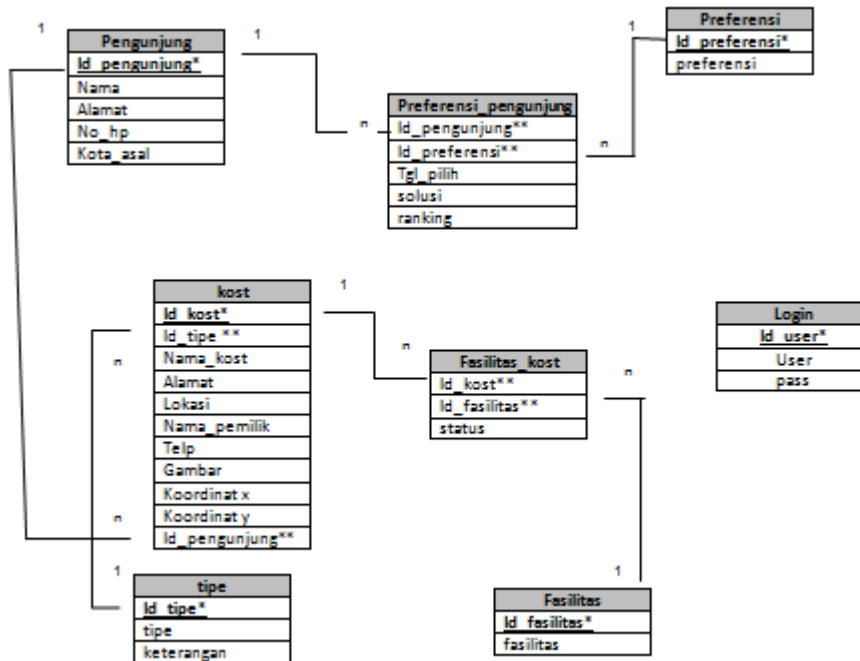 1
Pengunjung
Id_pengunjung*
Nama
Alamat
No_hp
Kota_asal
1
n
Preferensi_pengunjung
Id_pengunjung**
Id_preferensi**
Tgl_pilih
solusi
ranking
n
1
Preferensi
Id_preferensi*
preferensi
kost
Id_kost*
Id_tipe **
Nama_kost
Alamat
Lokasi
Nama_pemilik
Telp
Gambar
Koordinat x
Koordinat y
Id_pengunjung**
n
n
1
1
n
Fasilitas_kost
Id_kost**
Id_fasilitas**
status
n
Login
Id_user*
User
pass
tipe
Id_tipe*
tipe
keterangan
1
Fasilitas
Id_fasilitas*
fasilitas